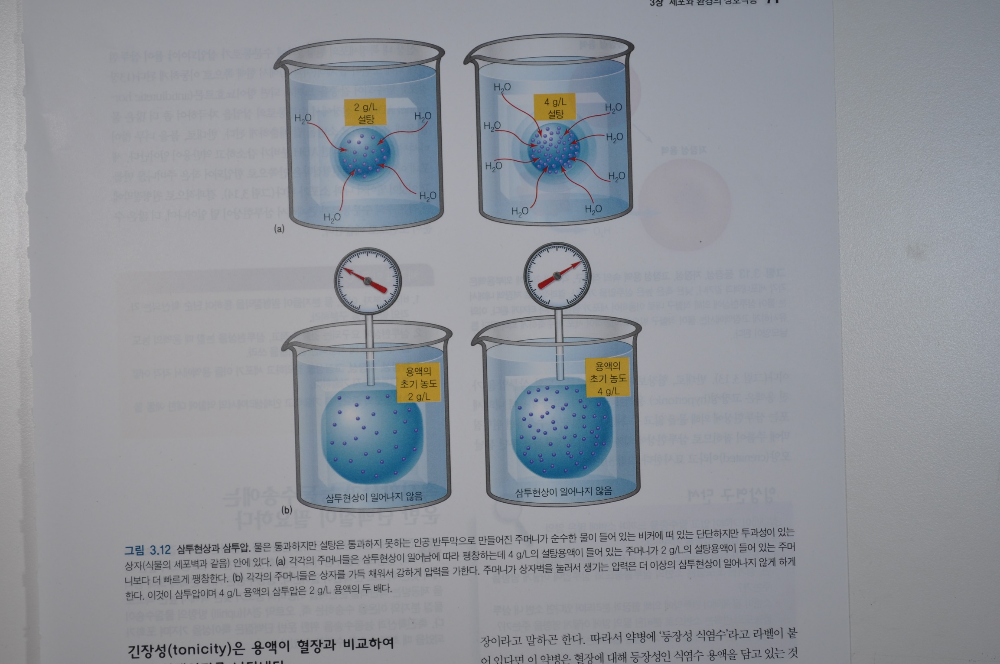 3장 세포와 환경의 상호작용 71
2 g/L
설탕
H₂O
H₂O
H₂O
H₂O
(a)
4 g/L
설탕
H₂O
H₂O
H₂O
H₂O
H₂O
H₂O
H₂O
H₂O
용액의
초기 농도
2 g/L
삼투현상이 일어나지 않음
(b)
용액의
초기 농도
4 g/L
삼투현상이 일어나지 않음
그림 3.12 삼투현상과 삼투압. 물은 통과하지만 설탕은 통과하지 못하는 인공 반투막으로 만들어진 주머니가 순수한 물이 들어 있는 비커에 떠 있는 단단하지만 투과성이 있는
상자(식물의 세포벽과 같음) 안에 있다. (a) 각각의 주머니들은 삼투현상이 일어남에 따라 팽창하는데 4 g/L의 설탕용액이 들어 있는 주머니가 2 g/L의 설탕용액이 들어 있는 주머
니보다 더 빠르게 팽창한다. (b) 각각의 주머니들은 상자를 가득 채워서 강하게 압력을 가한다. 주머니가 상자벽을 눌러서 생기는 압력은 더 이상의 삼투현상이 일어나지 않게 하게
한다. 이것이 삼투압이며 4 g/L 용액의 삼투압은 2 g/L 용액의 두 배다.
긴장성(tonicity)은 용액이 혈장과 비교하여
장이라고 말하곤 한다. 따라서 약병에 ‘등장성 식염수’라고 라벨이 붙
어 있다면 이 약병은 혈장에 대해 등장성인 식염수 용액을 담고 있는 것